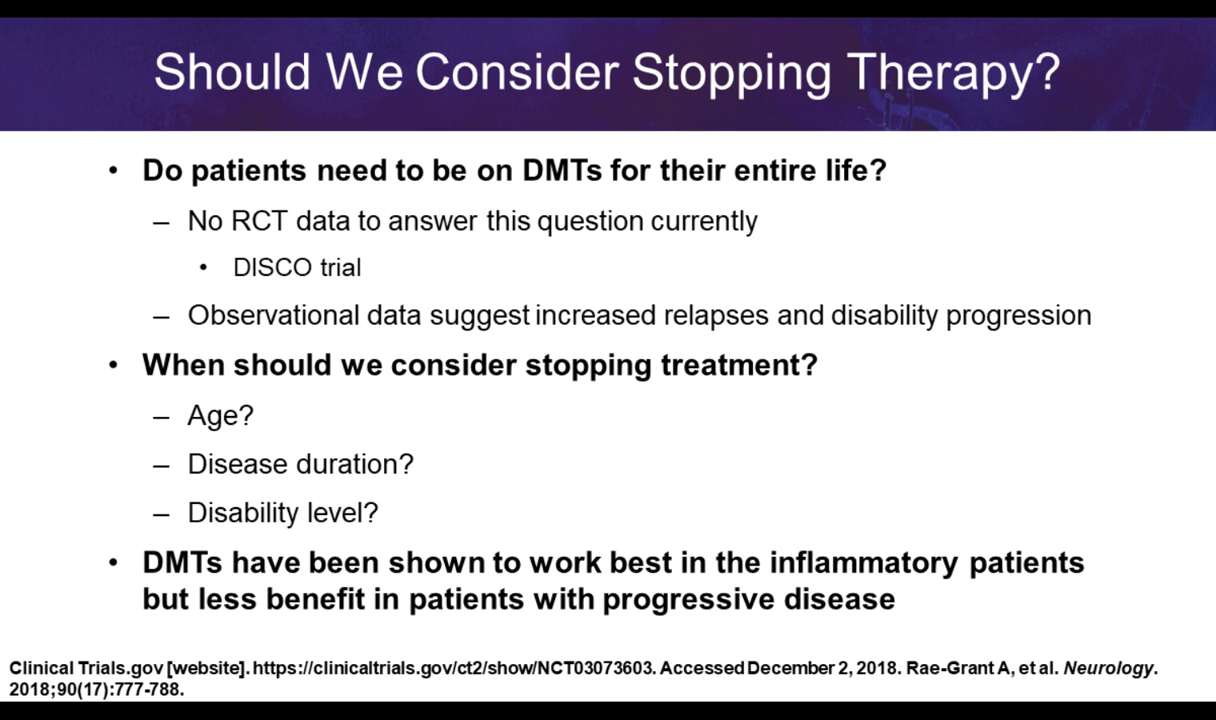 Should We Consider Stopping Therapy?
• Do patients need to be on DMTs for their entire life?
– No RCT data to answer this question currently
• DISCO trial
– Observational data suggest increased relapses and disability progression
• When should we consider stopping treatment?
– Age?
– Disease duration?
– Disability level?
• DMTs have been shown to work best in the inflammatory patients
but less benefit in patients with progressive disease
Clinical Trials.gov [website]. https://clinicaltrials.gov/ct2/show/NCT03073603. Accessed December 2, 2018. Rae-Grant A, et al. Neurology.
2018;90(17):777-788.